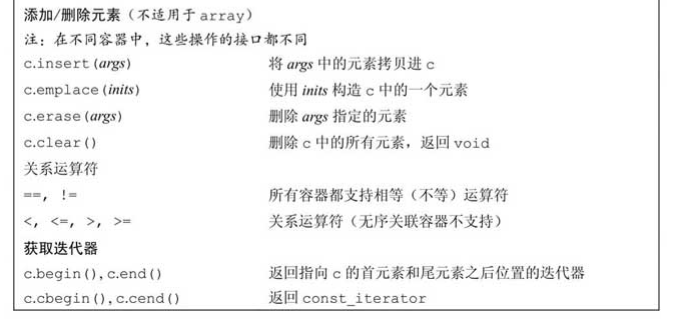 添加/删除元素（不适用于 array）
注：在不同容器中，这些操作的接口都不同
c.insert(args) 将 args 中的元素拷贝进 c
c.emplace(inits) 使用 inits 构造 c 中的一个元素
c.erase(args) 删除 args 指定的元素
c.clear() 删除 c 中的所有元素，返回 void
关系运算符
==, != 所有容器都支持相等（不等）运算符
<, <=, >, >= 关系运算符（无序关联容器不支持）
获取迭代器
c.begin(),c.end() 返回指向 c 的首元素和尾元素之后位置的迭代器
c.cbegin(),c.cend() 返回 const_iterator